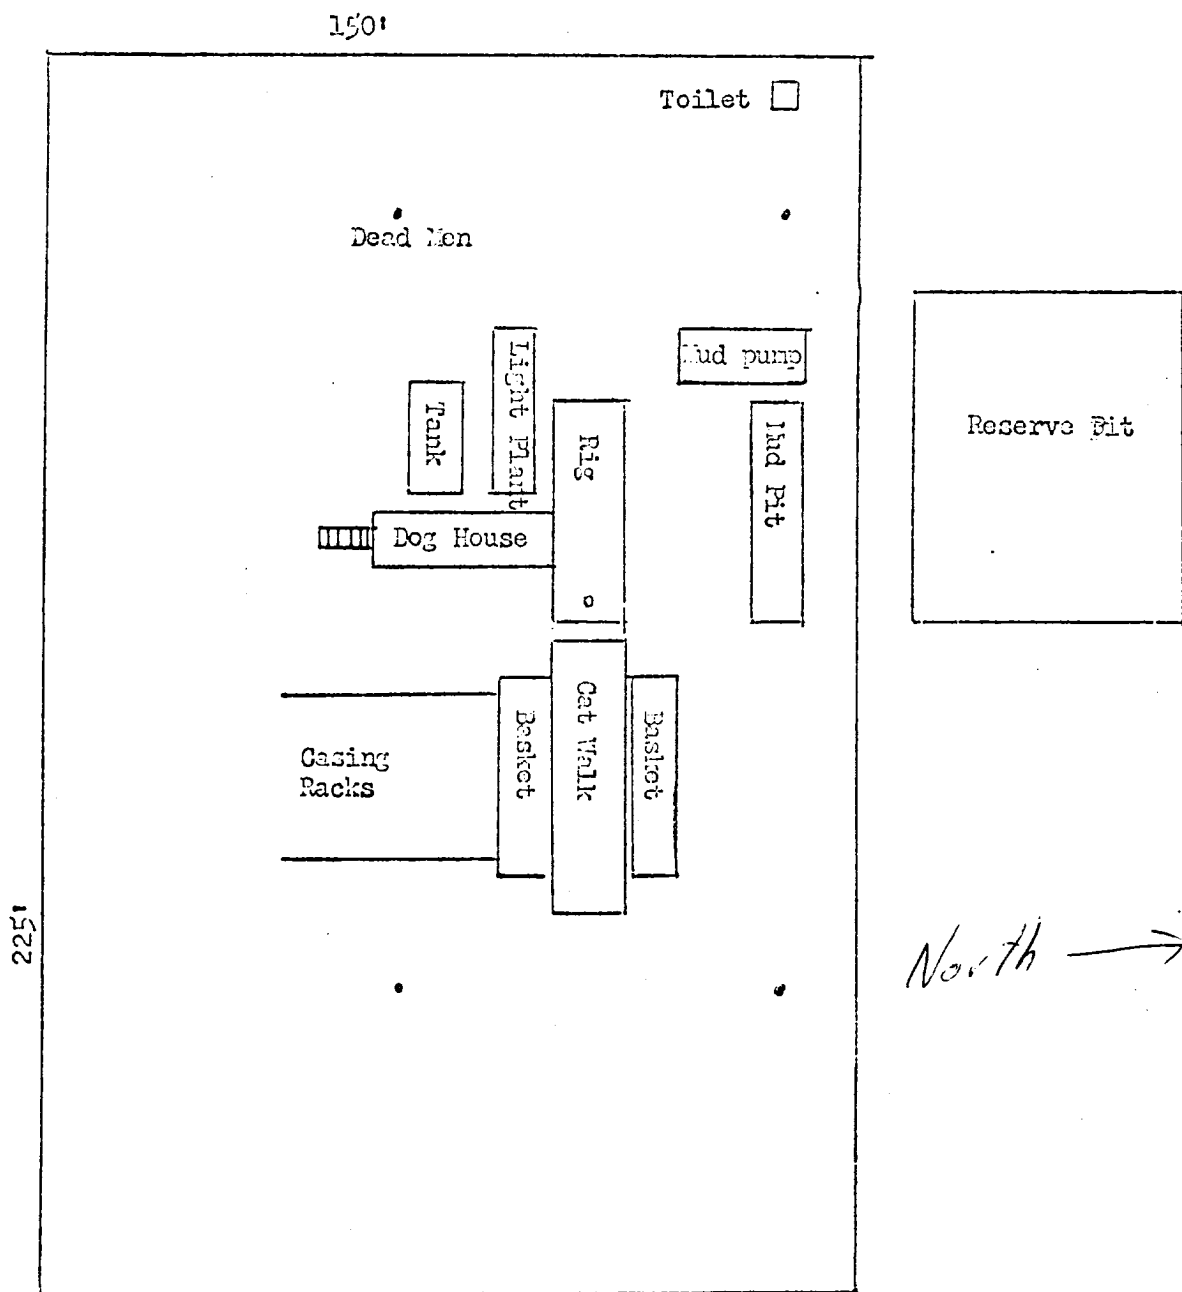 150'
Toilet
Dead Men
Light Plant
Mud pump
Tank
Rig
Mud Pit
Reserve Pit
Dog House
Casing
Racks
Basket
Cat Walk
Basket
225'
North